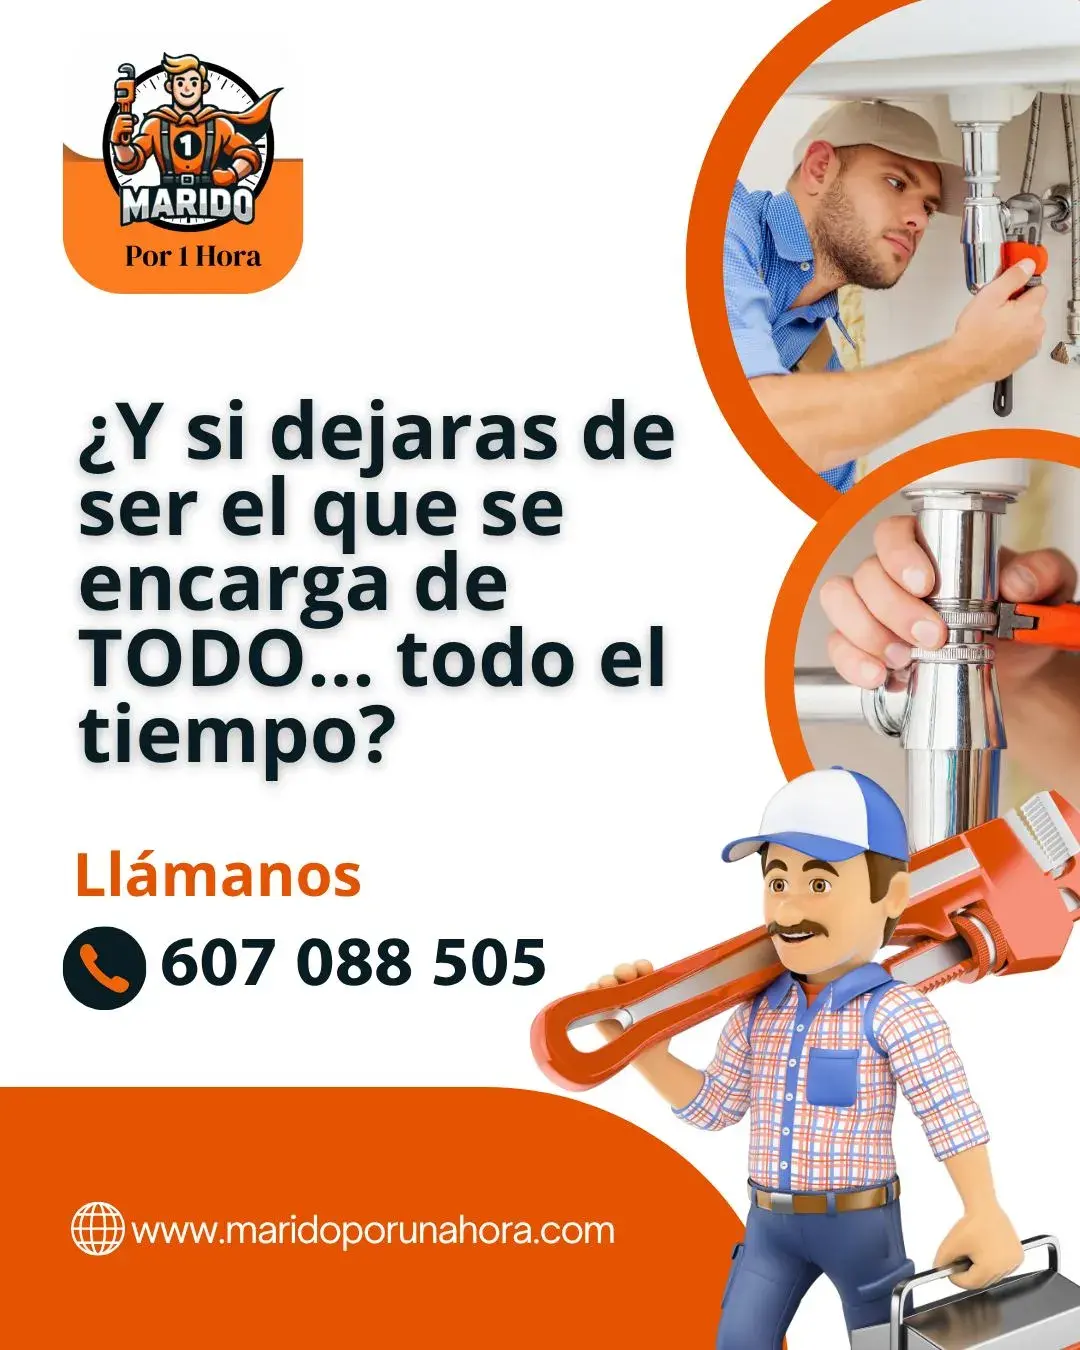 1
MARIDO
Por 1 Hora
¿Y si dejaras de
ser el que se
encarga de
TODO... todo el
tiempo?
Llámanos
607 088 505
www.maridoporunahora.com